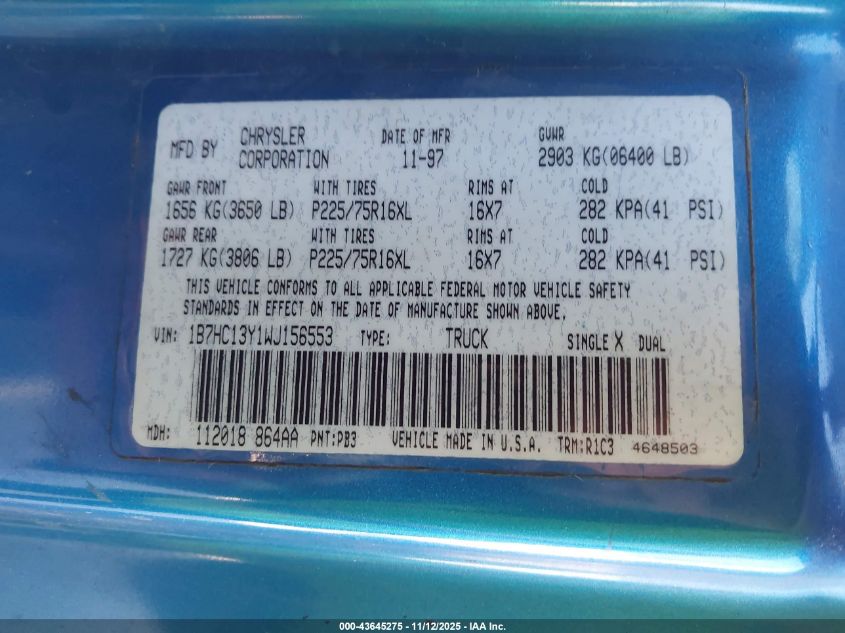 MFD BY CHRYSLER CORPORATION DATE OF MFR 11-97 GVWR 2903 KG(06400 LB)
GAWR FRONT WITH TIRES RIMS AT COLD
1656 KG(3650 LB) P225/75R16XL 16X7 282 KPA(41 PSI)
GAWR REAR WITH TIRES RIMS AT COLD
1727 KG(3806 LB) P225/75R16XL 16X7 282 KPA(41 PSI)
THIS VEHICLE CONFORMS TO ALL APPLICABLE FEDERAL MOTOR VEHICLE SAFETY
STANDARDS IN EFFECT ON THE DATE OF MANUFACTURE SHOWN ABOVE.
VIN: 1B7HC13Y1WJ156553 TYPE: TRUCK SINGLE X DUAL
MDH: 112018 864AA PNT:PB3 VEHICLE MADE IN U.S.A. TRM:R1C3 4648503
000-43645275 - 11/12/2025 - IAA Inc.